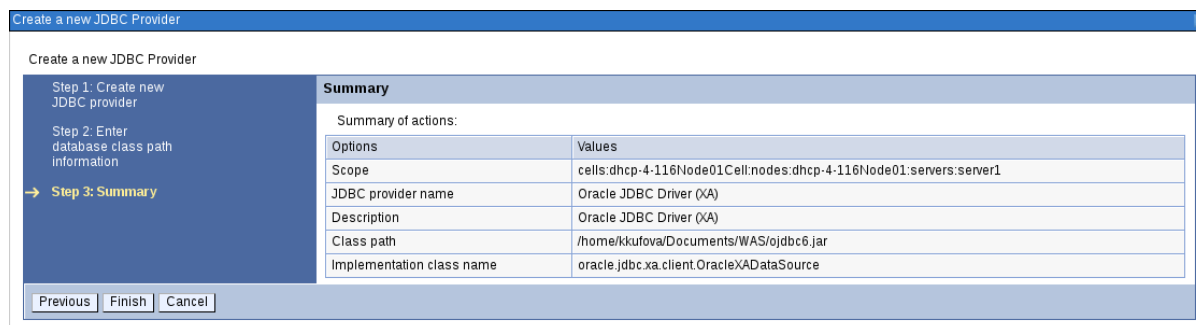 Create a new JDBC Provider
Create a new JDBC Provider
Step 1: Create new
JDBC provider
Step 2: Enter
database class path
information
Step 3: Summary
Summary
Summary of actions:
Options Values
Scope cells:dhcp-4-116Node01Cell:nodes:dhcp-4-116Node01:servers:server1
JDBC provider name Oracle JDBC Driver (XA)
Description Oracle JDBC Driver (XA)
Class path /home/kkufova/Documents/WAS/ojdbc6.jar
Implementation class name oracle.jdbc.xa.client.OracleXADataSource
Previous Finish Cancel